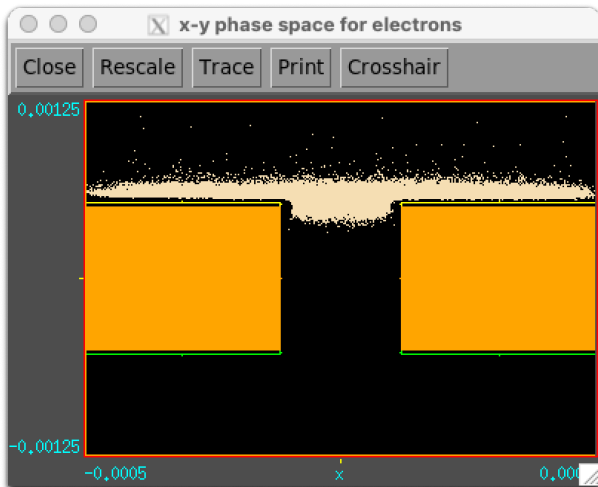 x-y phase space for electrons
Close Rescale Trace Print Crosshair
0.00125
-0.00125
-0.0005 x